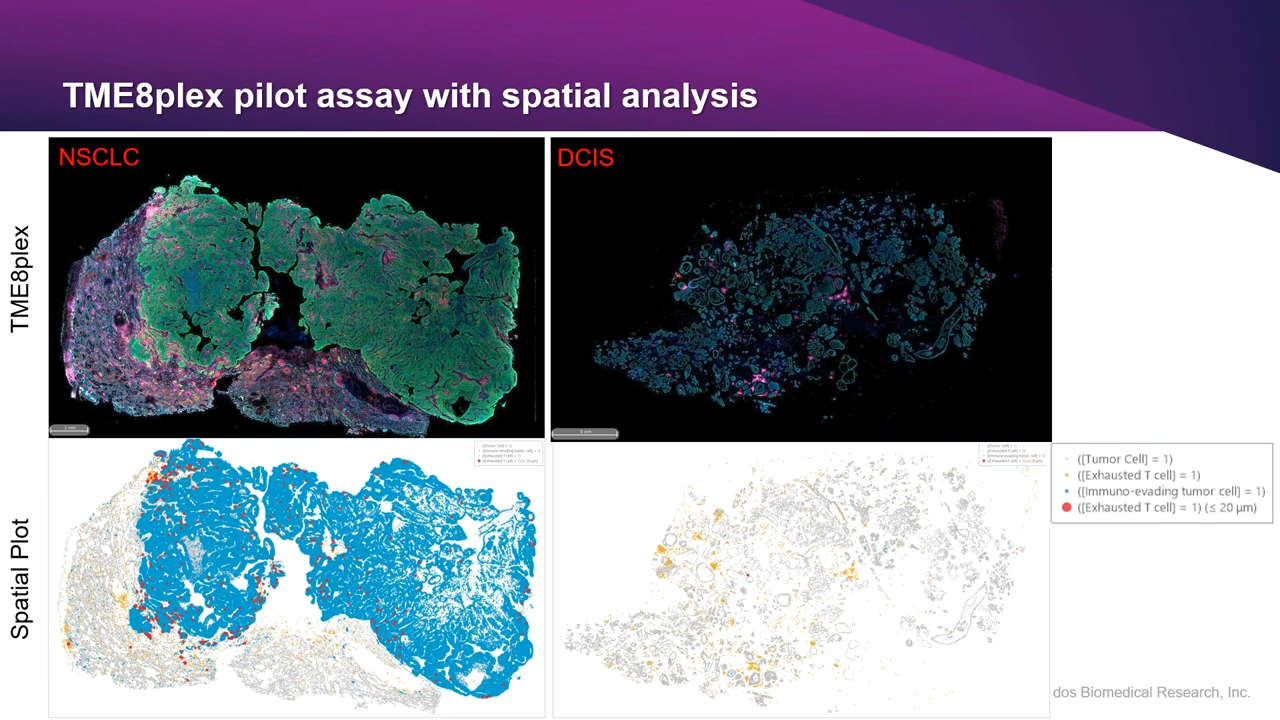 TME8plex pilot assay with spatial analysis
NSCLC
DCIS
TME8plex
Spatial Plot
([Tumor Cell] = 1)
([Exhausted T cell] = 1)
([Immuno-evading tumor cell] = 1)
([Exhausted T cell] = 1) (≤ 20 μm)
dos Biomedical Research, Inc.